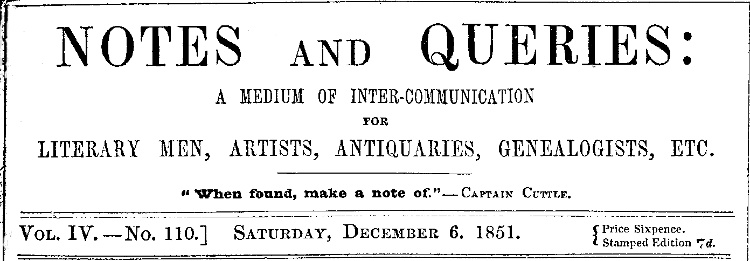 NOTES AND QUERIES:
A MEDIUM OF INTER-COMMUNICATION
FOR
LITERARY MEN, ARTISTS, ANTIQUARIES, GENEALOGISTS, ETC.
"When found, make a note of."—CAPTAIN CUTTLE.
VOL. IV.—No. 110.] SATURDAY, DECEMBER 6. 1851. { Price Sixpence.
Stamped Edition 7d.